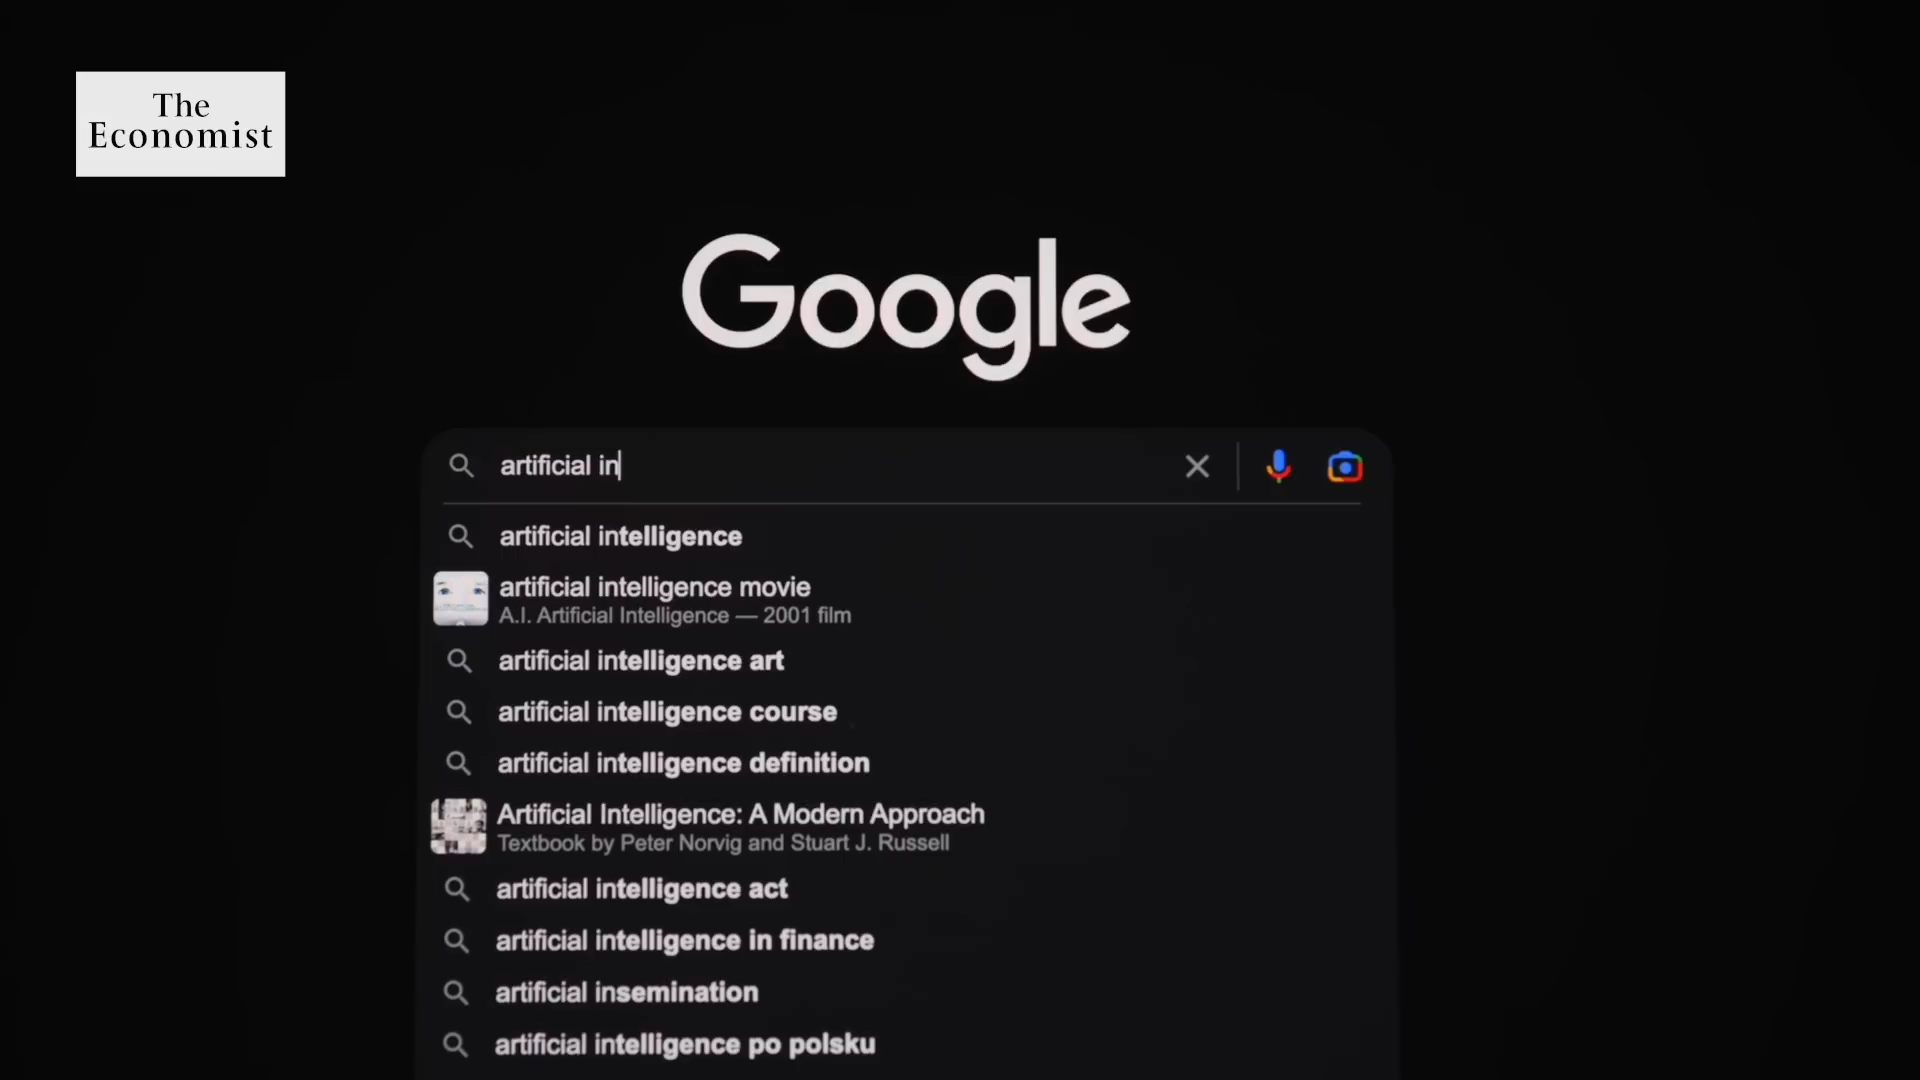 The
Economist
Google
artificial in
artificial intelligence
artificial intelligence movie
A.I. Artificial Intelligence — 2001 film
artificial intelligence art
artificial intelligence course
artificial intelligence definition
Artificial Intelligence: A Modern Approach
Textbook by Peter Norvig and Stuart J. Russell
artificial intelligence act
artificial intelligence in finance
artificial insemination
artificial intelligence po polsku